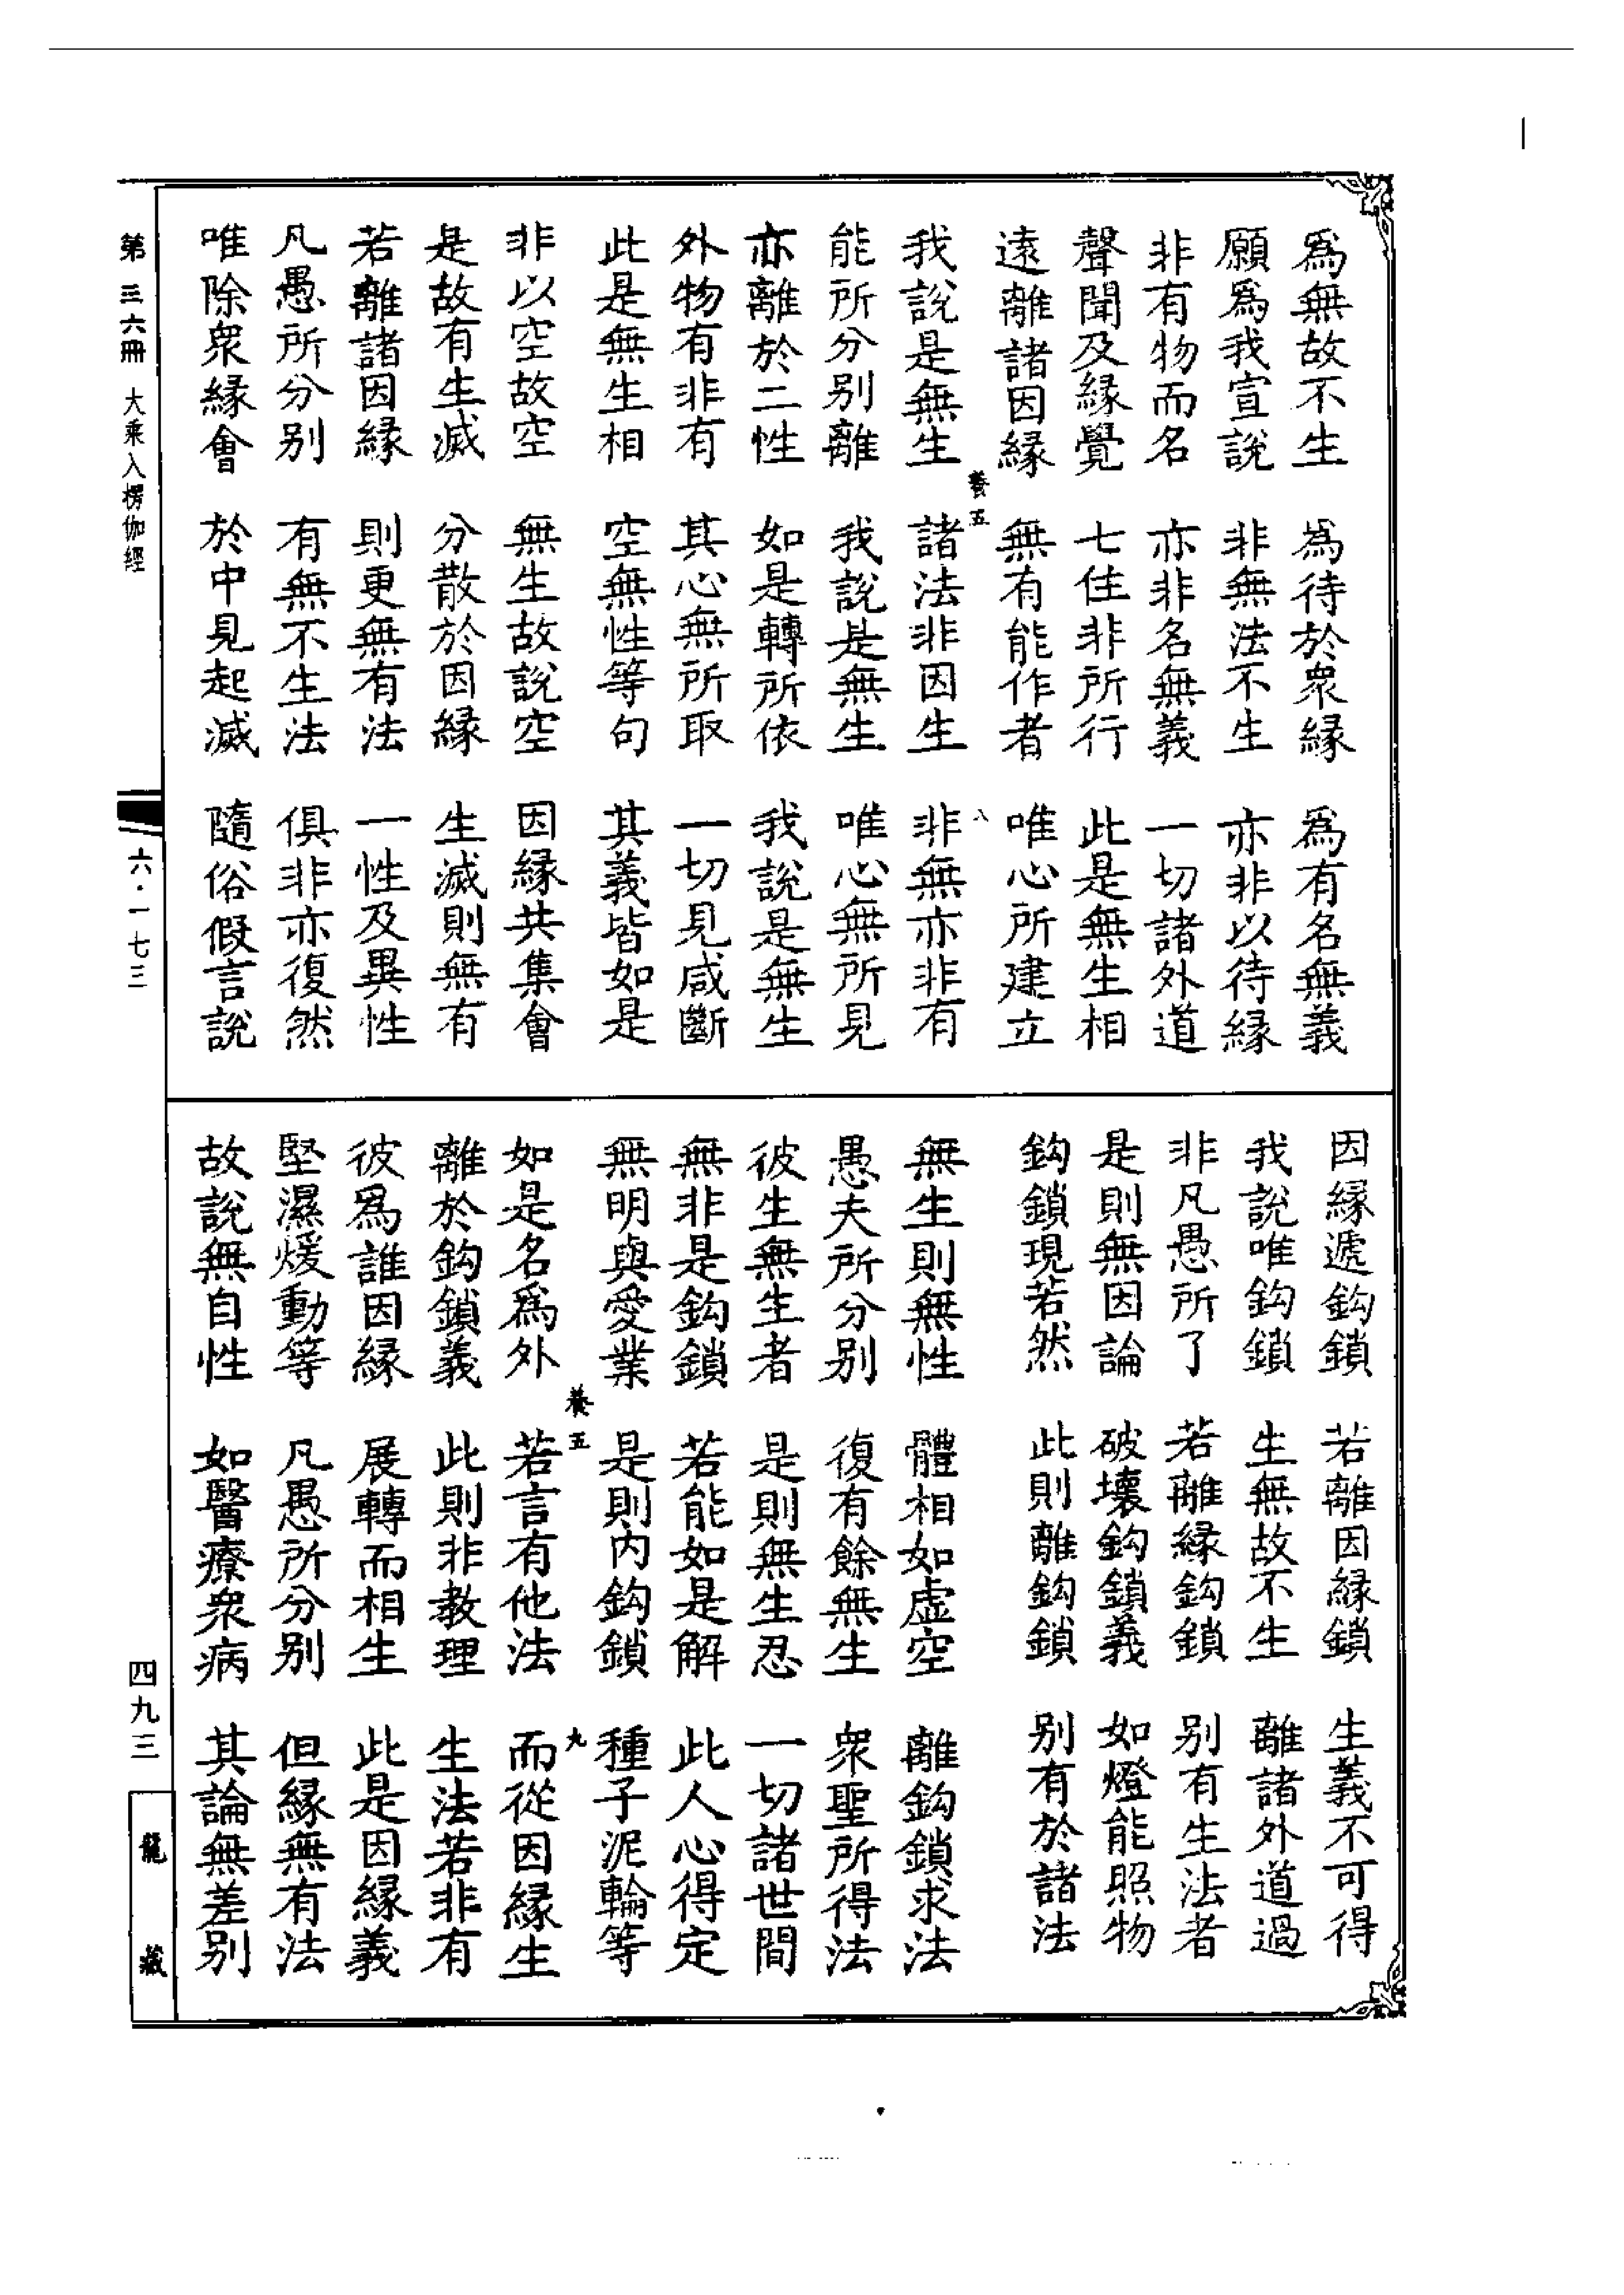 為無故不生　為待於衆緣　為有名無義
願為我宣說　非無法不生　亦非以待緣
非有物而名　亦非名無義　一切諸外道
聲聞及緣覺　七住非所行　此是無生相
遠離諸因緣　無有能作者　唯心所建立
養五　八
我說是無生　諸法非因生　非無亦非有
能所分別離　我說是無生　唯心無所見
亦離於二性　如是轉所依　我說是無生
外物有非有　其心無所取　一切見咸斷
此是無生相　空無性等句　其義皆如是
非以空故空　無生故說空　因緣共集會
是故有生滅　分散於因緣　生滅則無有
若離諸因緣　則更無有法　一性及異性
凡愚所分別　有無不生法　俱非亦復然
唯除衆緣會　於中見起滅　隨俗假言說
因緣遞鈎鎖　若離因緣鎖　生義不可得
我說唯鈎鎖　生無故不生　離諸外道過
非凡愚所了　若離緣鈎鎖　別有生法者
是則無因論　破壞鈎鎖義　如燈能照物
鈎鎖現若然　此則離鈎鎖　別有於諸法
無生則無性　體相如虛空　離鈎鎖求法
愚夫所分別　復有餘無生　衆聖所得法
彼生無生者　是則無生忍　一切諸世間
無非是鈎鎖　若能如是解　此人心得定
無明與愛業　是則內鈎鎖　種子泥輪等
養五　九
如是名為外　若言有他法　而從因緣生
離於鈎鎖義　此則非教理　生法若非有
彼為誰因緣　展轉而相生　此是因緣義
堅濕煖動等　凡愚所分別　但緣無有法
故說無自性　如醫療衆病　其論無差別
第三六冊　大乘入楞伽經
六·一七三
四九三
龍藏